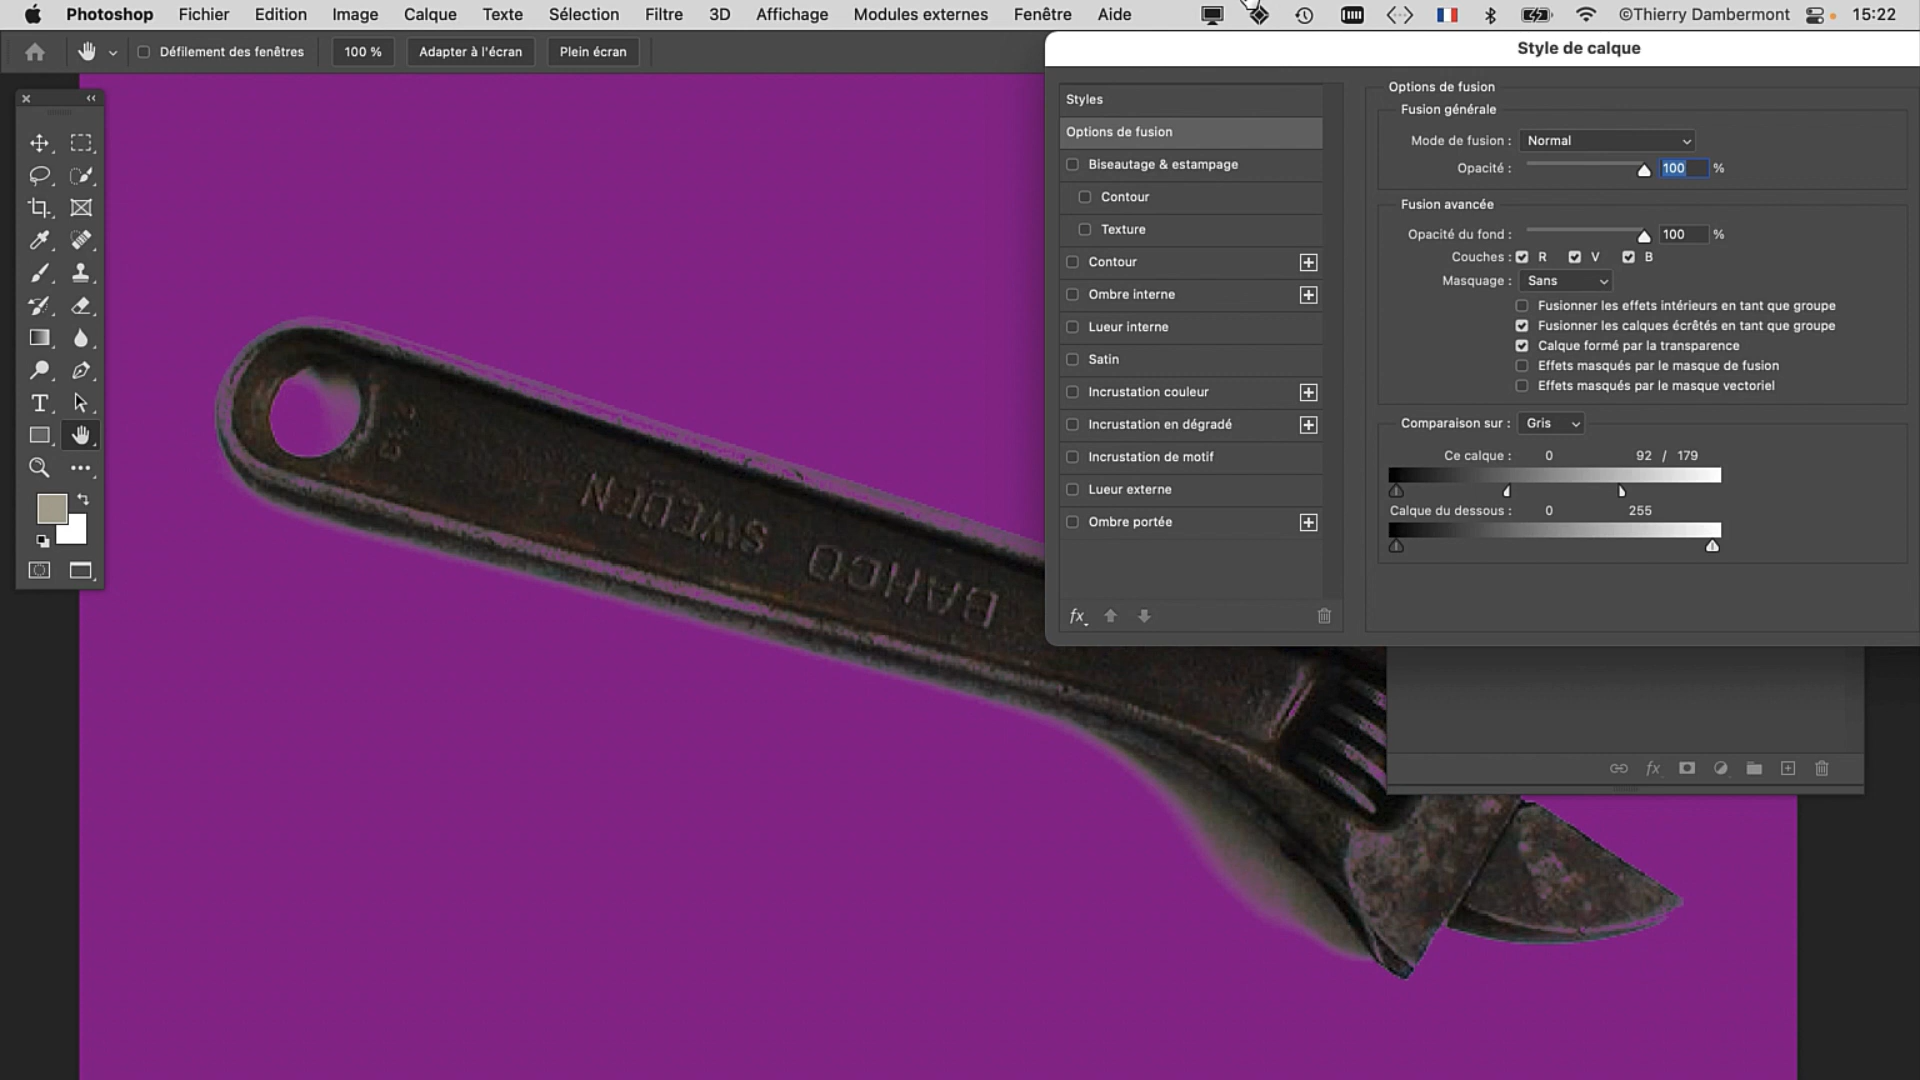 Photoshop Fichier Edition Image Calque Texte Sélection Filtre 3D Affichage Modules externes Fenêtre Aide ©Thierry Dambermont 15:22
Défilement des fenêtres 100 % Adapter à l'écran Plein écran
Style de calque
Styles
Options de fusion
Biseautage & estampage
Contour
Texture
Contour
Ombre interne
Lueur interne
Satin
Incrustation couleur
Incrustation en dégradé
Incrustation de motif
Lueur externe
Ombre portée
fx
Options de fusion
Fusion générale
Mode de fusion : Normal
Opacité : 100 %
Fusion avancée
Opacité du fond : 100 %
Couches : R V B
Masquage : Sans
Fusionner les effets intérieurs en tant que groupe
Fusionner les calques écrêtés en tant que groupe
Calque formé par la transparence
Effets masqués par le masque de fusion
Effets masqués par le masque vectoriel
Comparaison sur : Gris
Ce calque : 0 92 / 179
Calque du dessous : 0 255
fx
BAHCO SWEDEN